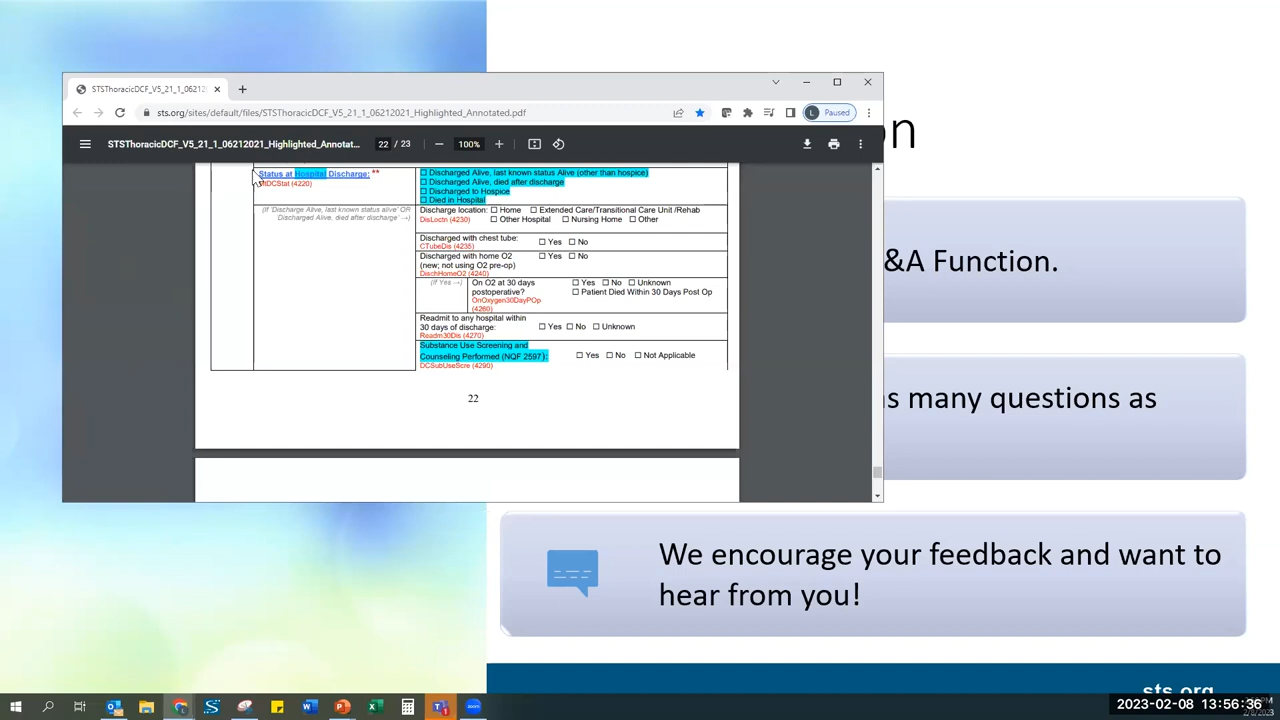 on
STSThoracicDCF_V5_21_1_06212
sts.org/sites/default/files/STSThoracicDCF_V5_21_1_06212021_Highlighted_Annotated.pdf
L Paused
STSThoracicDCF_V5_21_1_06212021_Highlighted_Annotat...
22 / 23
100%
Status at Hospital Discharge: **
tDCStat (4220)
☐ Discharged Alive, last known status Alive (other than hospice)
☐ Discharged Alive, died after discharge
☐ Discharged to Hospice
☐ Died in Hospital
(If 'Discharge Alive, last known status alive' OR
Discharged Alive, died after discharge' →)
Discharge location: ☐ Home ☐ Extended Care/Transitional Care Unit /Rehab
DisLoctn (4230) ☐ Other Hospital ☐ Nursing Home ☐ Other
Discharged with chest tube: ☐ Yes ☐ No
CTubeDis (4235)
Discharged with home O2 ☐ Yes ☐ No
(new; not using O2 pre-op)
DischHomeO2 (4240)
(If Yes →) On O2 at 30 days ☐ Yes ☐ No ☐ Unknown
postoperative? ☐ Patient Died Within 30 Days Post Op
OnOxygen30DayPOp
(4260)
Readmit to any hospital within
30 days of discharge: ☐ Yes ☐ No ☐ Unknown
Readm30Dis (4270)
Substance Use Screening and
Counseling Performed (NQF 2597): ☐ Yes ☐ No ☐ Not Applicable
DCSubUseScre (4290)
22
&A Function.
s many questions as
We encourage your feedback and want to
hear from you!
sts.org
2023-02-08 13:56:36